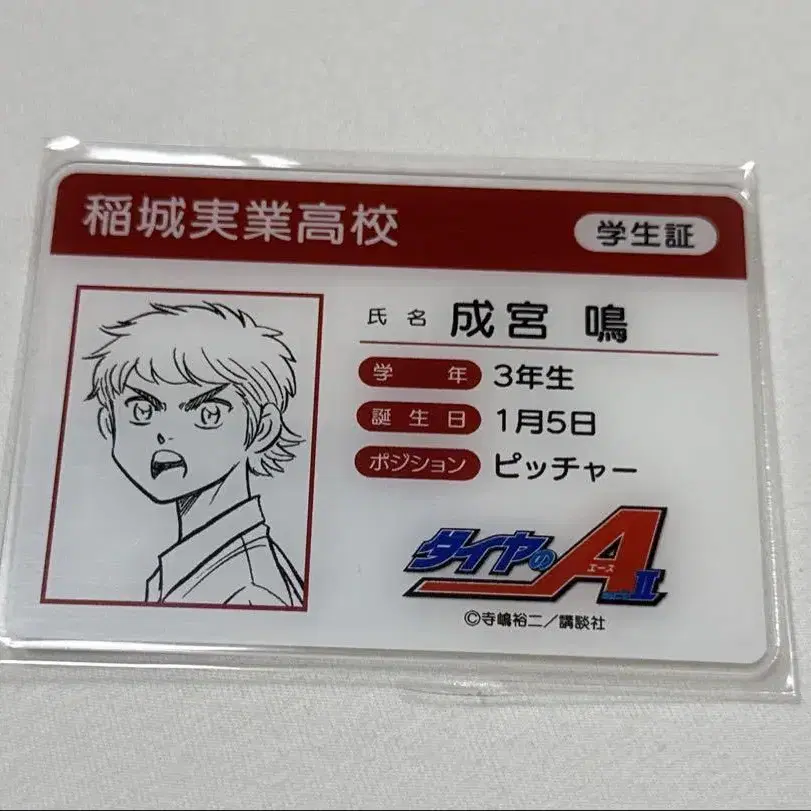 稲城実業高校
学生証
氏名 成宮 鳴
学年 3年生
誕生日 1月5日
ポジション ピッチャー
ダイヤのA
エース
II
©寺嶋裕二／講談社